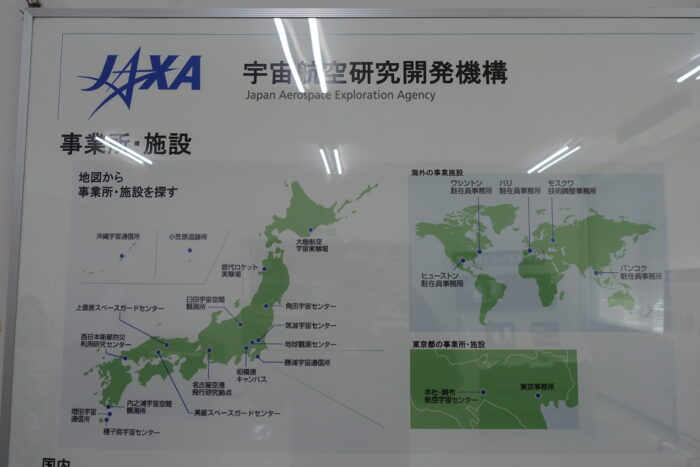 JAXA
宇宙航空研究開発機構
Japan Aerospace Exploration Agency
事業所・施設
地図から
事業所・施設を探す
沖縄宇宙通信所
小笠原追跡所
大樹航空
宇宙実験場
能代ロケット
実験場
臼田宇宙空間
観測所
角田宇宙センター
上斎原スペースガードセンター
筑波宇宙センター
西日本衛星防災
利用研究センター
地球観測センター
勝浦宇宙通信所
相模原
キャンパス
名古屋空港
飛行研究拠点
美星スペースガードセンター
内之浦宇宙空間
観測所
増田宇宙
通信所
種子島宇宙センター
海外の事業施設
ワシントン
駐在員事務所
パリ
駐在員事務所
モスクワ
技術調整事務所
ヒューストン
駐在員事務所
バンコク
駐在員事務所
東京都の事業所・施設
本社・調布
航空宇宙センター
東京事務所
国内